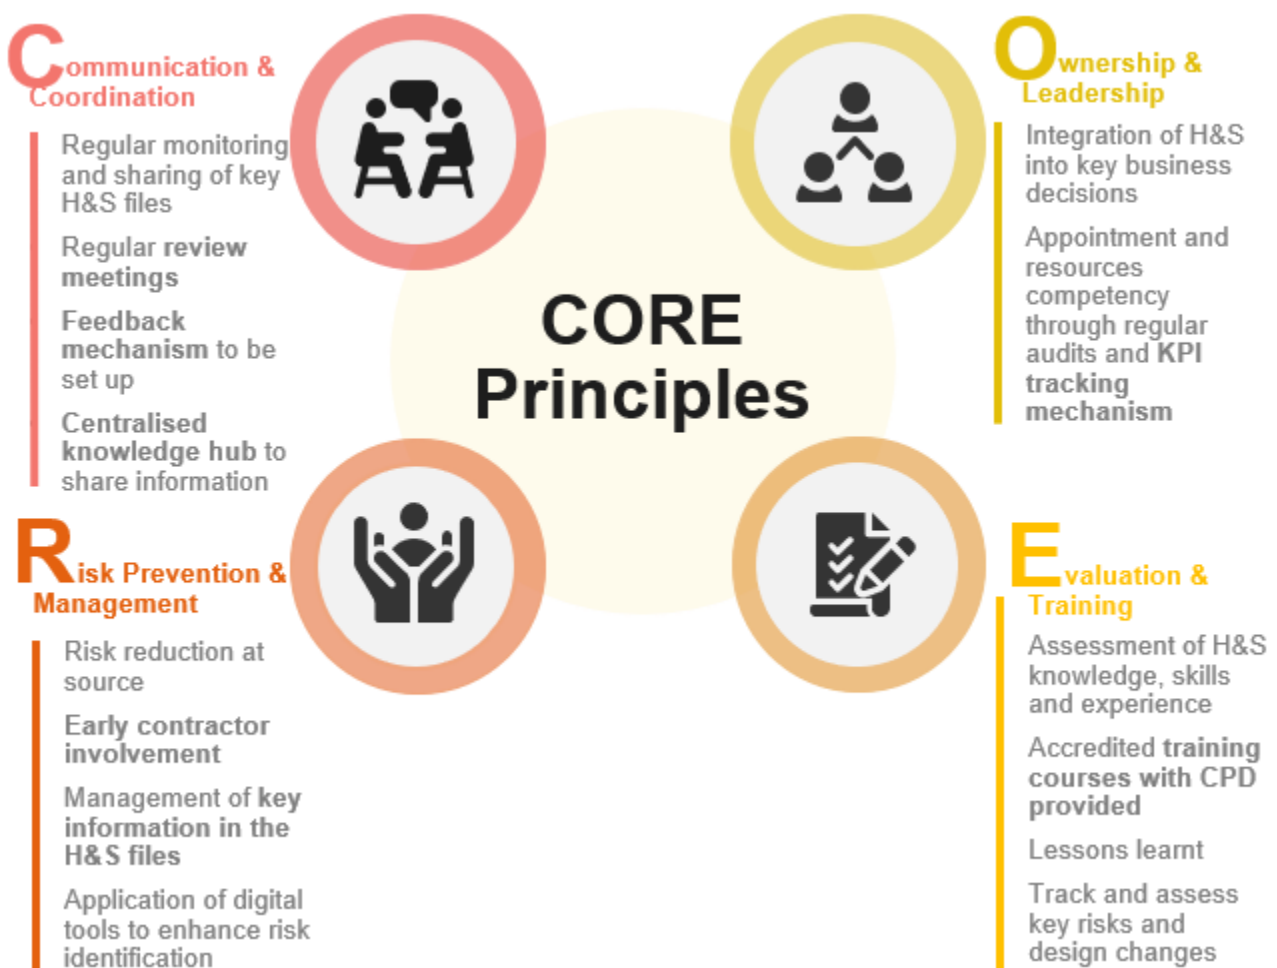 Communication &
Coordination
Regular monitoring
and sharing of key
H&S files
Regular review
meetings
Feedback
mechanism to be
set up
Centralised
knowledge hub to
share information
Ownership &
Leadership
Integration of H&S
into key business
decisions
Appointment and
resources
competency
through regular
audits and KPI
tracking
mechanism
CORE
Principles
Risk Prevention &
Management
Risk reduction at
source
Early contractor
involvement
Management of key
information in the
H&S files
Application of digital
tools to enhance risk
identification
Evaluation &
Training
Assessment of H&S
knowledge, skills
and experience
Accredited training
courses with CPD
provided
Lessons learnt
Track and assess
key risks and
design changes